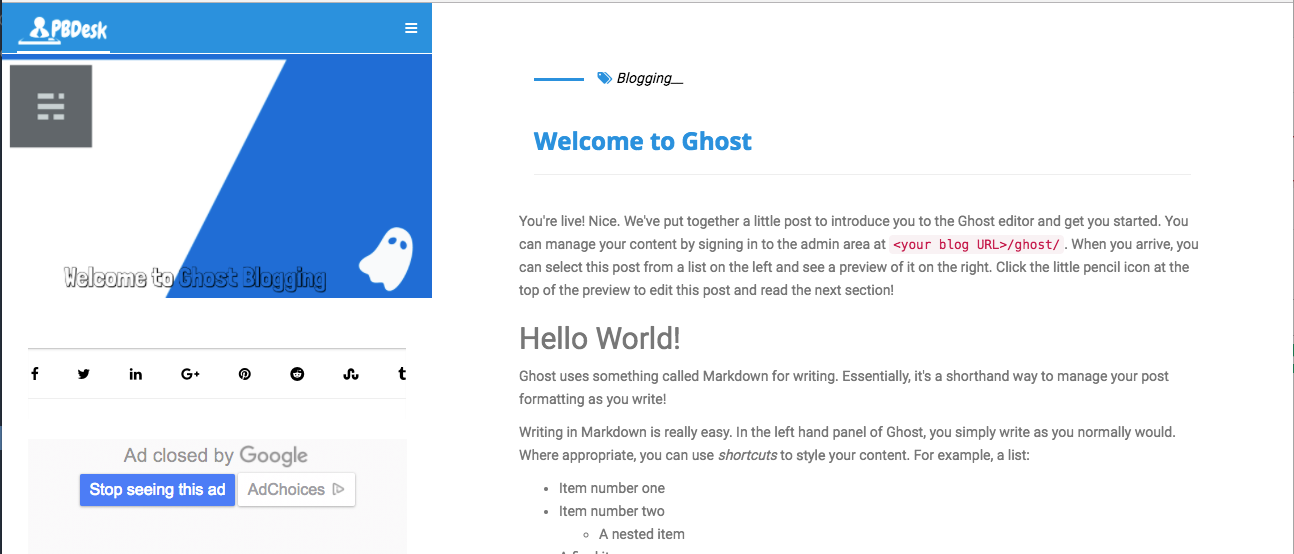 PBDesk
Welcome to Ghost Blogging
Ad closed by Google
Stop seeing this ad
AdChoices
Blogging__
Welcome to Ghost
You're live! Nice. We've put together a little post to introduce you to the Ghost editor and get you started. You
can manage your content by signing in to the admin area at <your blog URL>/ghost/ . When you arrive, you
can select this post from a list on the left and see a preview of it on the right. Click the little pencil icon at the
top of the preview to edit this post and read the next section!
Hello World!
Ghost uses something called Markdown for writing. Essentially, it's a shorthand way to manage your post
formatting as you write!
Writing in Markdown is really easy. In the left hand panel of Ghost, you simply write as you normally would.
Where appropriate, you can use shortcuts to style your content. For example, a list:
• Item number one
• Item number two
◦ A nested item